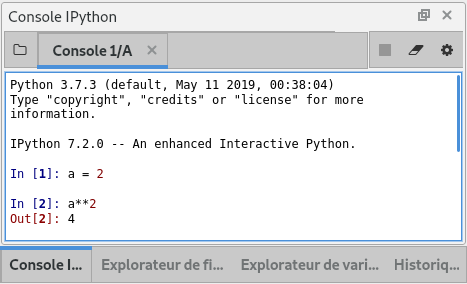 Console IPython
Console 1/A
Python 3.7.3 (default, May 11 2019, 00:38:04)
Type "copyright", "credits" or "license" for more
information.
IPython 7.2.0 -- An enhanced Interactive Python.
In [1]: a = 2
In [2]: a**2
Out[2]: 4
Console I... Explorateur de fi... Explorateur de vari... Historiq...